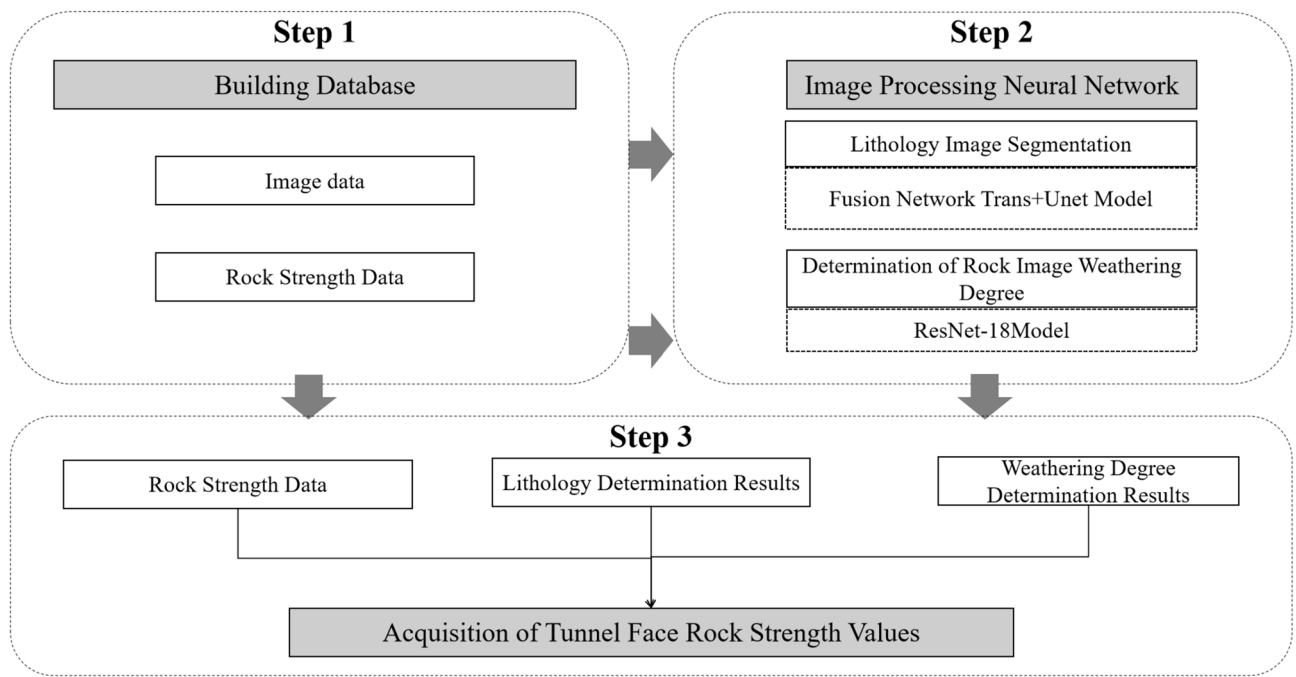 Step 1
Building Database
Image data
Rock Strength Data
Step 2
Image Processing Neural Network
Lithology Image Segmentation
Fusion Network Trans+Unet Model
Determination of Rock Image Weathering
Degree
ResNet-18Model
Step 3
Rock Strength Data
Lithology Determination Results
Weathering Degree
Determination Results
Acquisition of Tunnel Face Rock Strength Values